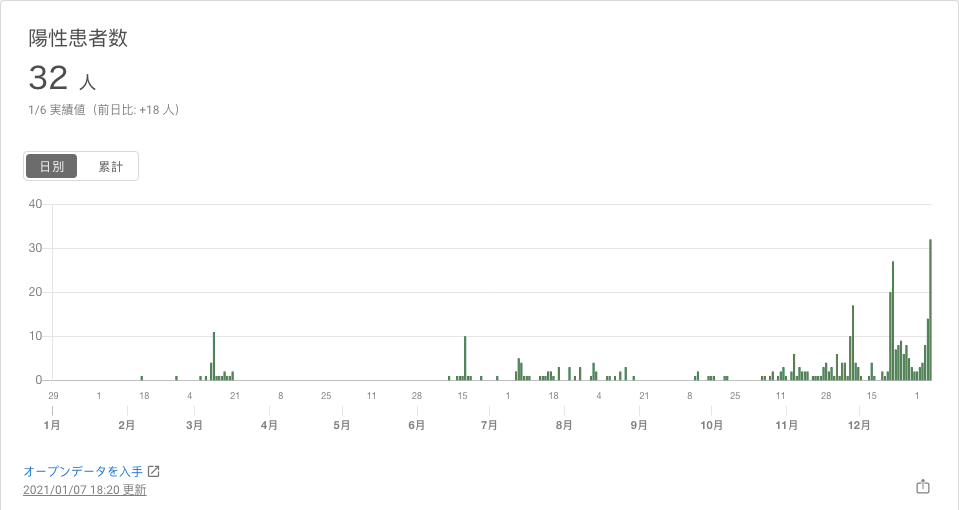 陽性患者数
32 人
1/6 実績値（前日比: +18 人）
日別 累計
40
30
20
10
0
29 1 18 4 21 8 25 11 28 15 1 18 4 21 8 25 11 28 15 1
1月 2月 3月 4月 5月 6月 7月 8月 9月 10月 11月 12月
オープンデータを入手
2021/01/07 18:20 更新